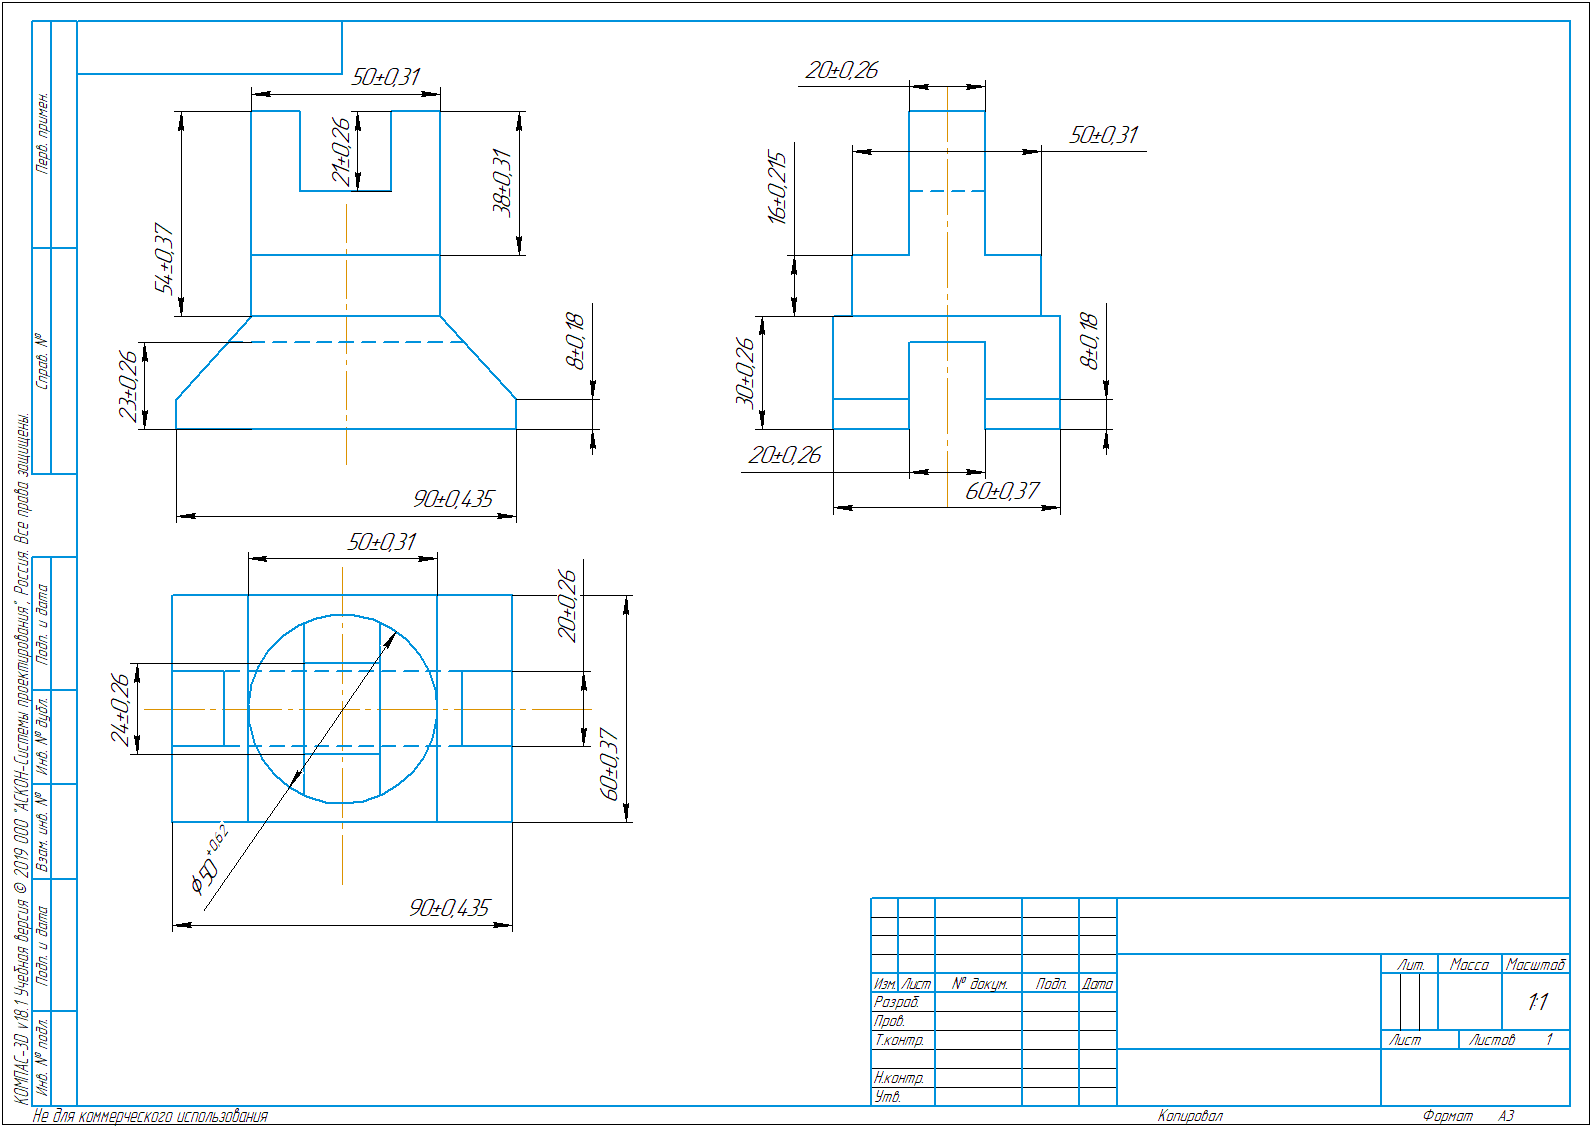 50±0,31
21±0,26
38±0,31
54±0,37
23±0,26
8±0,18
90±0,435
20±0,26
50±0,31
16±0,215
30±0,26
8±0,18
20±0,26
60±0,37
50±0,31
20±0,26
24±0,26
60±0,37
⌀50 +0,62
90±0,435
Перв. примен.
Справ. №
Подп. и дата
Инв. № дубл.
Взам. инв. №
Подп. и дата
Инв. № подл.
КОМПАС-3D v18.1 Учебная версия © 2019 ООО "АСКОН-Системы проектирования", Россия. Все права защищены.
Лит. Масса Масштаб
Изм. Лист № докум. Подп. Дата
Разраб.
1:1
Пров.
Т.контр.
Лист Листов 1
Н.контр.
Утв.
Не для коммерческого использования Копировал Формат А3